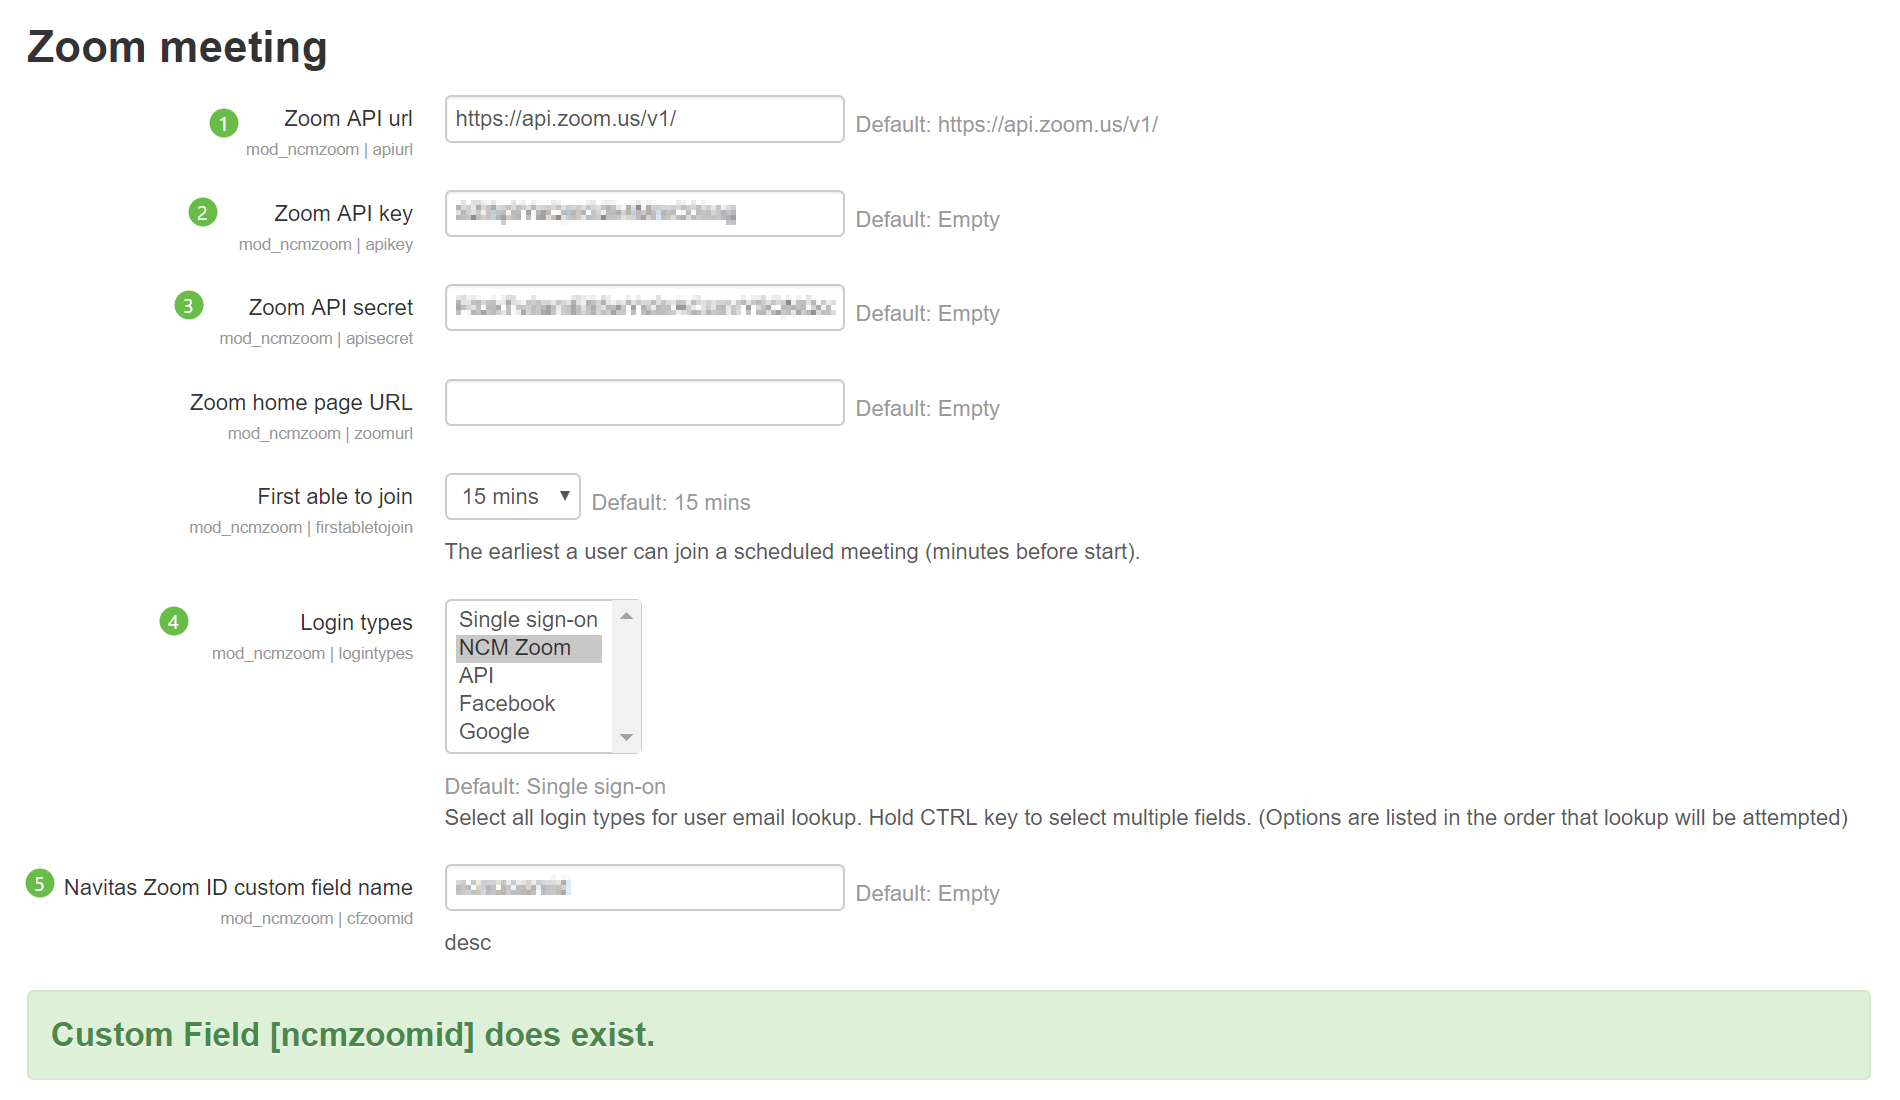 Zoom meeting
1 Zoom API url https://api.zoom.us/v1/ Default: https://api.zoom.us/v1/
mod_ncmzoom | apiurl
2 Zoom API key Default: Empty
mod_ncmzoom | apikey
3 Zoom API secret Default: Empty
mod_ncmzoom | apisecret
Zoom home page URL Default: Empty
mod_ncmzoom | zoomurl
First able to join 15 mins Default: 15 mins
mod_ncmzoom | firstabletojoin
The earliest a user can join a scheduled meeting (minutes before start).
4 Login types Single sign-on
mod_ncmzoom | logintypes NCM Zoom
API
Facebook
Google
Default: Single sign-on
Select all login types for user email lookup. Hold CTRL key to select multiple fields. (Options are listed in the order that lookup will be attempted)
5 Navitas Zoom ID custom field name Default: Empty
mod_ncmzoom | cfzoomid
desc
Custom Field [ncmzoomid] does exist.